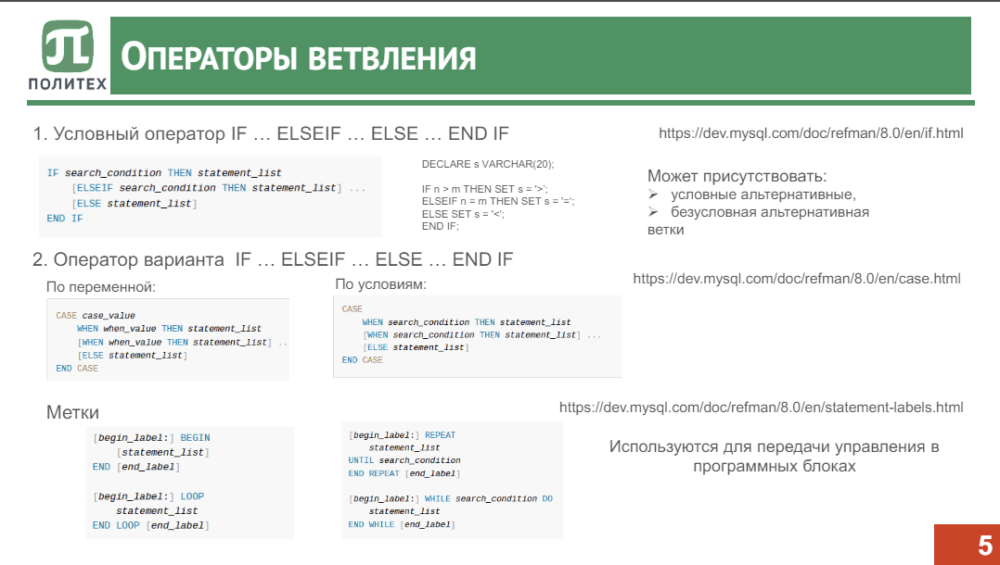 ПОЛИТЕХ
ОПЕРАТОРЫ ВЕТВЛЕНИЯ
1. Условный оператор IF … ELSEIF … ELSE … END IF
https://dev.mysql.com/doc/refman/8.0/en/if.html
IF search_condition THEN statement_list
[ELSEIF search_condition THEN statement_list] ...
[ELSE statement_list]
END IF
DECLARE s VARCHAR(20);
IF n > m THEN SET s = '>';
ELSEIF n = m THEN SET s = '=';
ELSE SET s = '<';
END IF;
Может присутствовать:
➢ условные альтернативные,
➢ безусловная альтернативная
ветки
2. Оператор варианта IF … ELSEIF … ELSE … END IF
https://dev.mysql.com/doc/refman/8.0/en/case.html
По переменной:
CASE case_value
WHEN when_value THEN statement_list
[WHEN when_value THEN statement_list] ..
[ELSE statement_list]
END CASE
По условиям:
CASE
WHEN search_condition THEN statement_list
[WHEN search_condition THEN statement_list] ...
[ELSE statement_list]
END CASE
Метки
https://dev.mysql.com/doc/refman/8.0/en/statement-labels.html
[begin_label:] BEGIN
[statement_list]
END [end_label]
[begin_label:] LOOP
statement_list
END LOOP [end_label]
[begin_label:] REPEAT
statement_list
UNTIL search_condition
END REPEAT [end_label]
[begin_label:] WHILE search_condition DO
statement_list
END WHILE [end_label]
Используются для передачи управления в
программных блоках
5